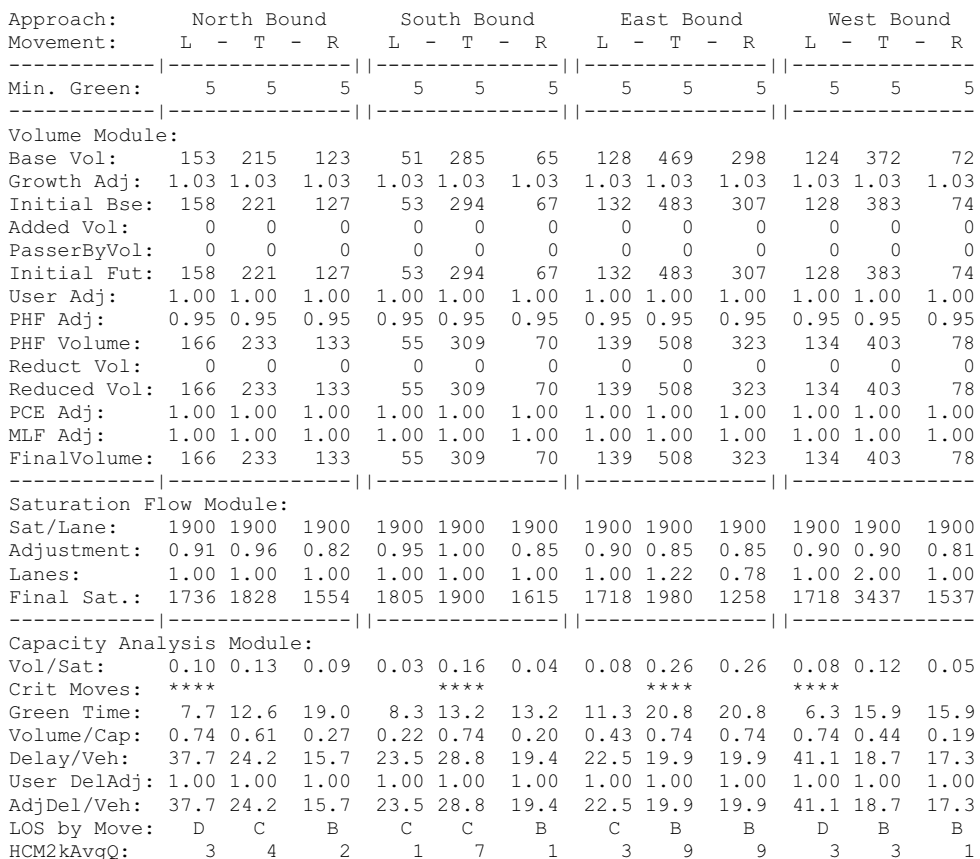 Approach:      North Bound      South Bound       East Bound       West Bound
Movement:     L  -  T  -  R    L  -  T  -  R    L  -  T  -  R    L  -  T  -  R
------------|---------------||---------------||---------------||---------------
Min. Green:     5    5     5     5    5     5     5    5     5     5    5     5
------------|---------------||---------------||---------------||---------------
Volume Module:
Base Vol:     153  215   123    51  285    65   128  469   298   124  372    72
Growth Adj:  1.03 1.03  1.03  1.03 1.03  1.03  1.03 1.03  1.03  1.03 1.03  1.03
Initial Bse:  158  221   127    53  294    67   132  483   307   128  383    74
Added Vol:      0    0     0     0    0     0     0    0     0     0    0     0
PasserByVol:    0    0     0     0    0     0     0    0     0     0    0     0
Initial Fut:  158  221   127    53  294    67   132  483   307   128  383    74
User Adj:    1.00 1.00  1.00  1.00 1.00  1.00  1.00 1.00  1.00  1.00 1.00  1.00
PHF Adj:     0.95 0.95  0.95  0.95 0.95  0.95  0.95 0.95  0.95  0.95 0.95  0.95
PHF Volume:   166  233   133    55  309    70   139  508   323   134  403    78
Reduct Vol:     0    0     0     0    0     0     0    0     0     0    0     0
Reduced Vol:  166  233   133    55  309    70   139  508   323   134  403    78
PCE Adj:     1.00 1.00  1.00  1.00 1.00  1.00  1.00 1.00  1.00  1.00 1.00  1.00
MLF Adj:     1.00 1.00  1.00  1.00 1.00  1.00  1.00 1.00  1.00  1.00 1.00  1.00
FinalVolume:  166  233   133    55  309    70   139  508   323   134  403    78
------------|---------------||---------------||---------------||---------------
Saturation Flow Module:
Sat/Lane:    1900 1900  1900  1900 1900  1900  1900 1900  1900  1900 1900  1900
Adjustment:  0.91 0.96  0.82  0.95 1.00  0.85  0.90 0.85  0.85  0.90 0.90  0.81
Lanes:       1.00 1.00  1.00  1.00 1.00  1.00  1.00 1.22  0.78  1.00 2.00  1.00
Final Sat.:  1736 1828  1554  1805 1900  1615  1718 1980  1258  1718 3437  1537
------------|---------------||---------------||---------------||---------------
Capacity Analysis Module:
Vol/Sat:     0.10 0.13  0.09  0.03 0.16  0.04  0.08 0.26  0.26  0.08 0.12  0.05
Crit Moves:  ****                  ****             ****        ****
Green Time:   7.7 12.6  19.0   8.3 13.2  13.2  11.3 20.8  20.8   6.3 15.9  15.9
Volume/Cap:  0.74 0.61  0.27  0.22 0.74  0.20  0.43 0.74  0.74  0.74 0.44  0.19
Delay/Veh:   37.7 24.2  15.7  23.5 28.8  19.4  22.5 19.9  19.9  41.1 18.7  17.3
User DelAdj: 1.00 1.00  1.00  1.00 1.00  1.00  1.00 1.00  1.00  1.00 1.00  1.00
AdjDel/Veh:  37.7 24.2  15.7  23.5 28.8  19.4  22.5 19.9  19.9  41.1 18.7  17.3
LOS by Move:   D    C     B     C    C     B     C    B     B     D    B     B
HCM2kAvgQ:      3    4     2     1    7     1     3    9     9     3    3     1